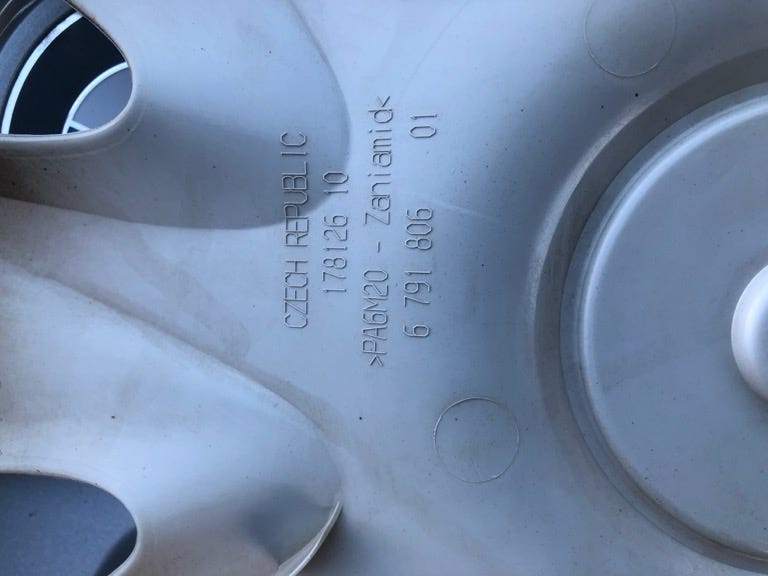 CZECH REPUBLIC
178126 10
>PA6M20 - Zaniamid<
6 791 806 01